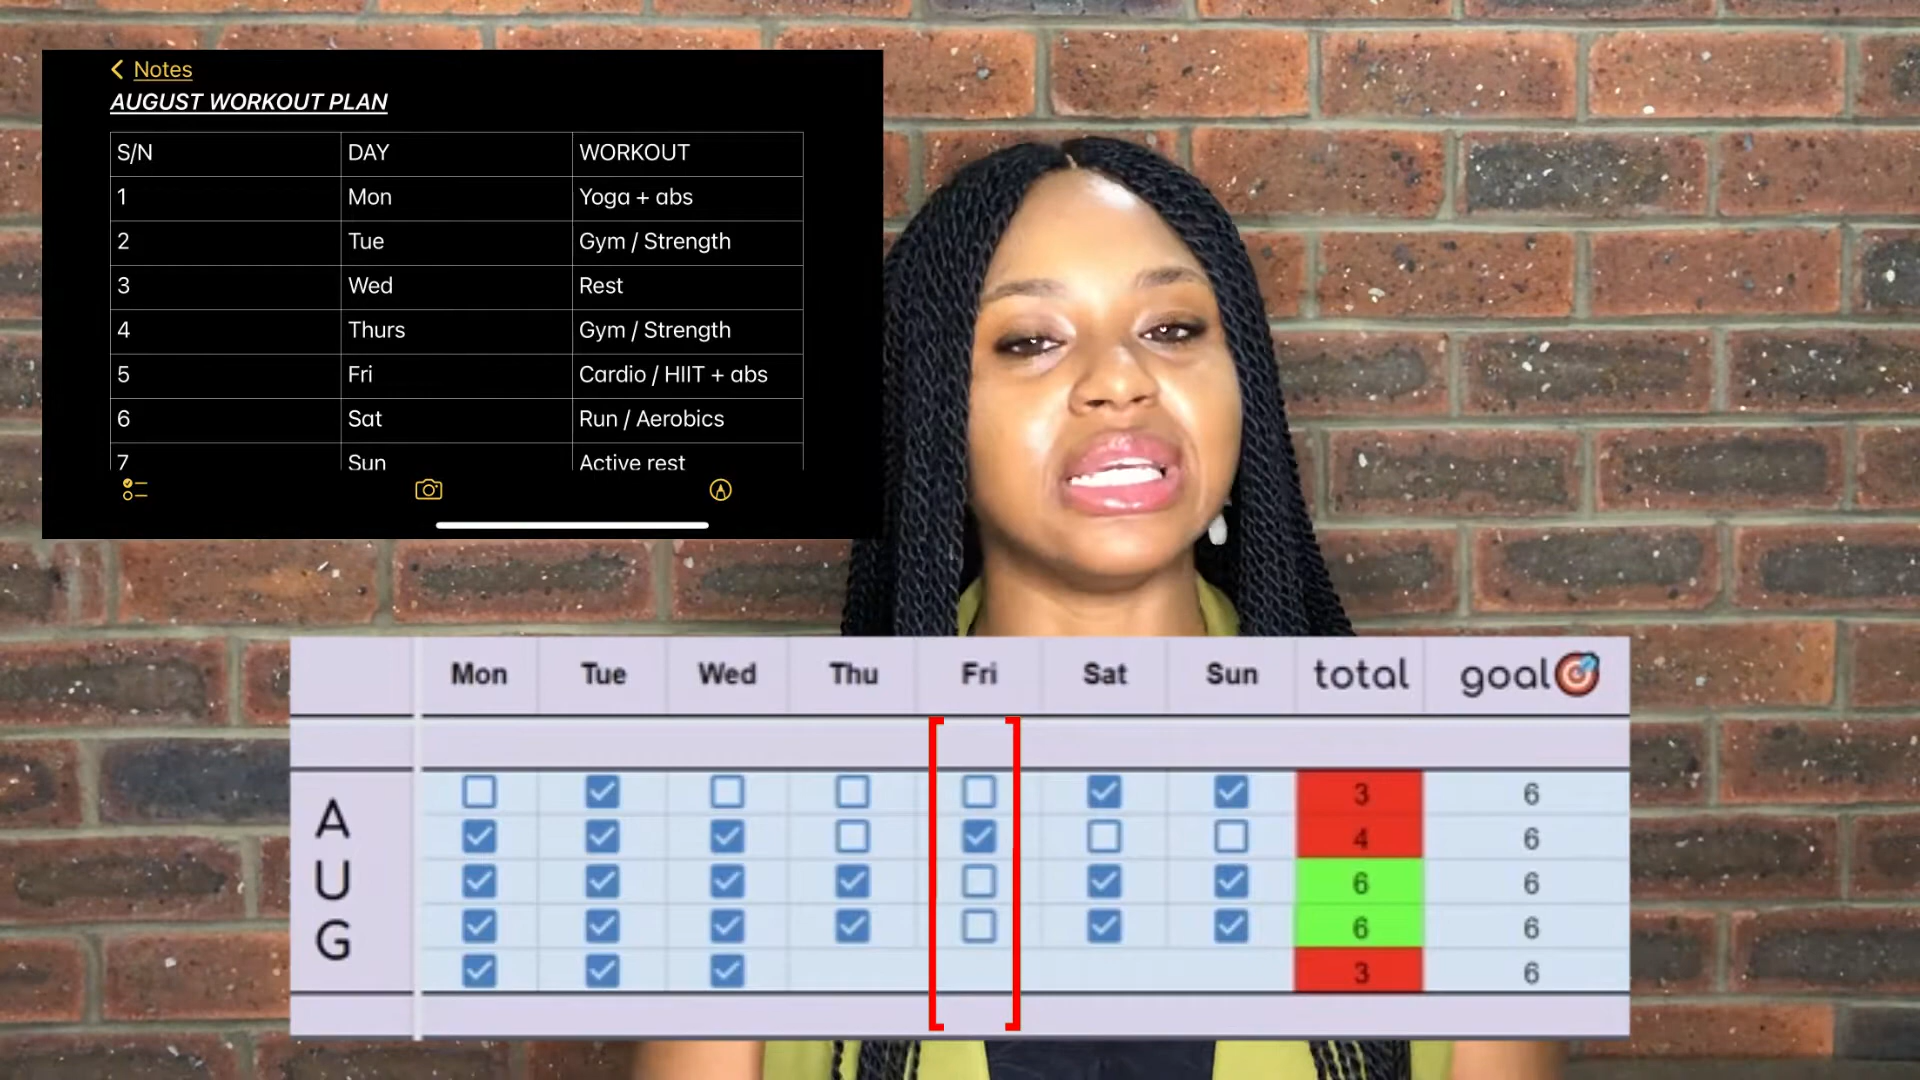 Notes
AUGUST WORKOUT PLAN
S/N DAY WORKOUT
1 Mon Yoga + abs
2 Tue Gym / Strength
3 Wed Rest
4 Thurs Gym / Strength
5 Fri Cardio / HIIT + abs
6 Sat Run / Aerobics
7 Sun Active rest
Mon Tue Wed Thu Fri Sat Sun total goal
AUG
3 6
4 6
6 6
6 6
3 6